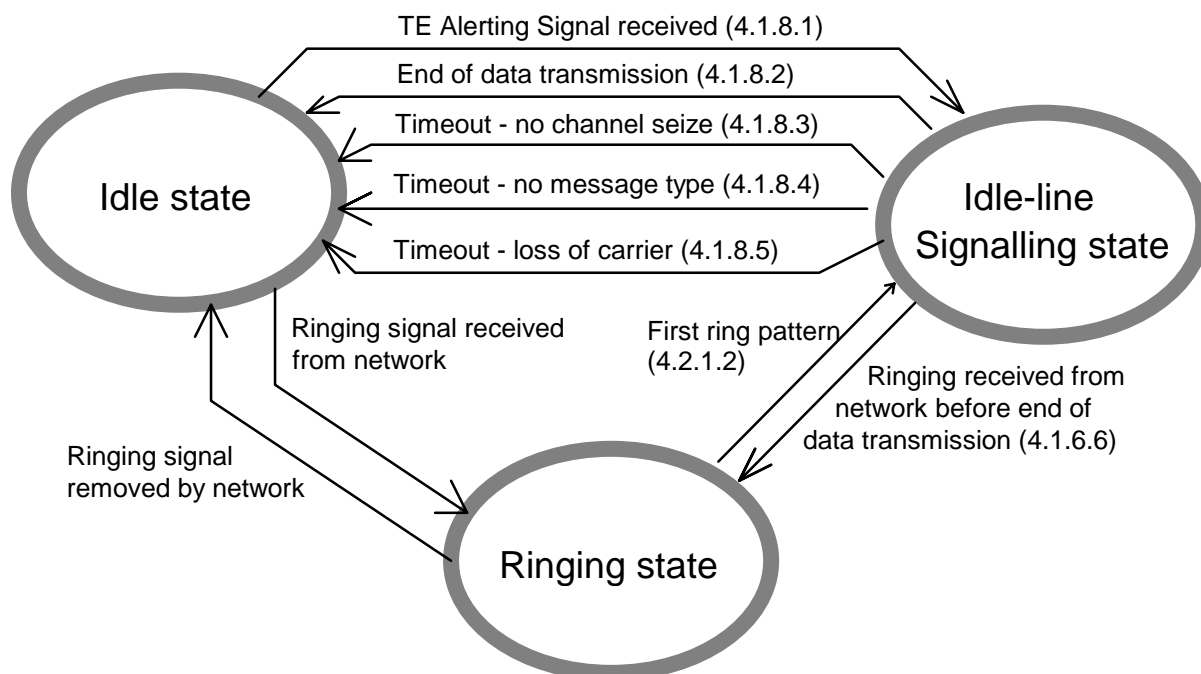 TE Alerting Signal received (4.1.8.1)
End of data transmission (4.1.8.2)
Timeout - no channel seize (4.1.8.3)
Timeout - no message type (4.1.8.4)
Timeout - loss of carrier (4.1.8.5)
Idle state
Idle-line
Signalling state
Ringing signal received
from network
First ring pattern
(4.2.1.2)
Ringing received from
network before end of
data transmission (4.1.6.6)
Ringing signal
removed by network
Ringing state